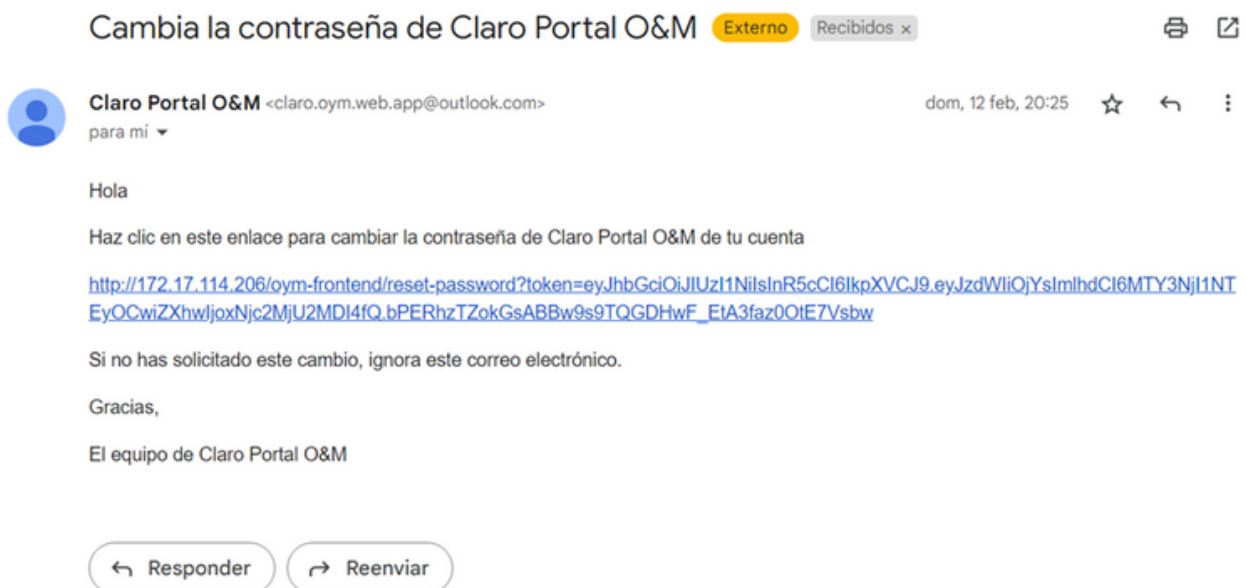 Cambia la contraseña de Claro Portal O&M Externo Recibidos ×
Claro Portal O&M <claro.oym.web.app@outlook.com> dom, 12 feb, 20:25
para mí
Hola
Haz clic en este enlace para cambiar la contraseña de Claro Portal O&M de tu cuenta
http://172.17.114.206/oym-frontend/reset-password?token=eyJhbGciOiJIUzI1NiIsInR5cCI6IkpXVCJ9.eyJzdWIiOjYsImlhdCI6MTY3NjI1NT
EyOCwiZXhwIjoxNjc2MjU2MDI4fQ.bPERhzTZokGsABBw9s9TQGDHwF_EtA3faz0OtE7Vsbw
Si no has solicitado este cambio, ignora este correo electrónico.
Gracias,
El equipo de Claro Portal O&M
Responder Reenviar